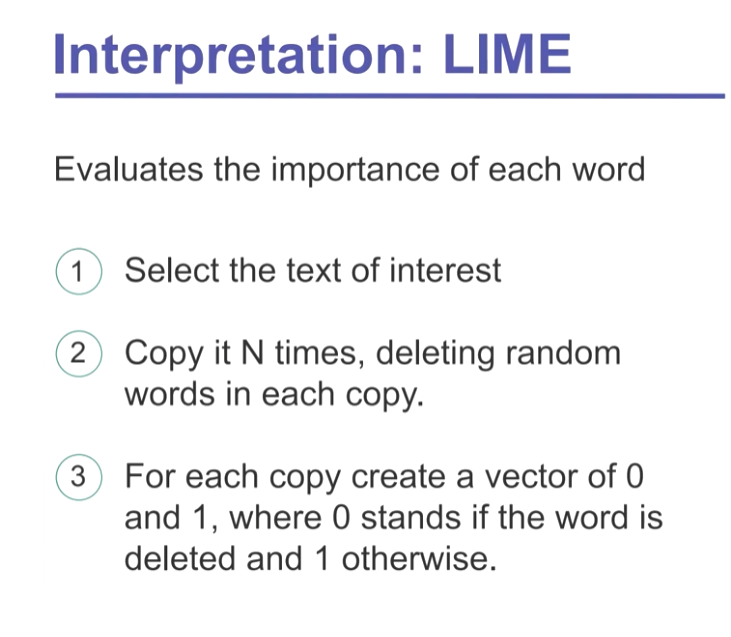 Interpretation: LIME
Evaluates the importance of each word
1 Select the text of interest
2 Copy it N times, deleting random
words in each copy.
3 For each copy create a vector of 0
and 1, where 0 stands if the word is
deleted and 1 otherwise.